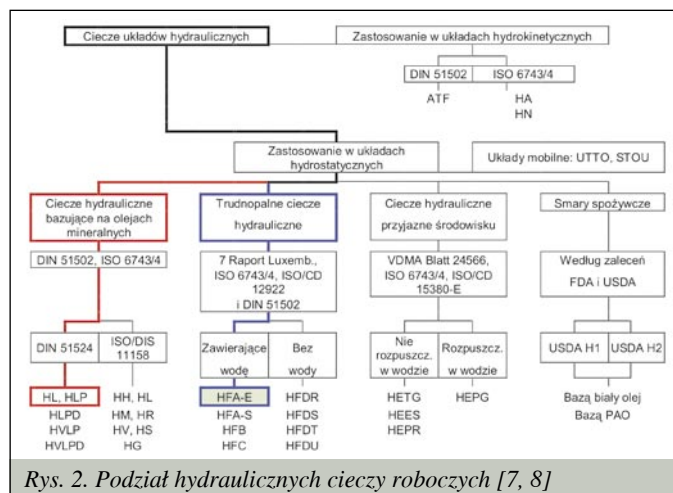 Ciecze układów hydraulicznych
Zastosowanie w układach hydrokinetycznych
DIN 51502
ISO 6743/4
ATF
HA
HN
Zastosowanie w układach
hydrostatycznych
Układy mobilne: UTTO, STOU
Ciecze hydrauliczne
bazujące na olejach
mineralnych
Trudnopalne ciecze
hydrauliczne
Ciecze hydrauliczne
przyjazne środowisku
Smary spożywcze
DIN 51502, ISO 6743/4
7 Raport Luxemb.,
ISO 6743/4, ISO/CD
12922
i DIN 51502
VDMA Blatt 24566,
ISO 6743/4, ISO/CD
15380-E
Według zaleceń
FDA i USDA
DIN 51524
ISO/DIS
11158
Zawierające
wodę
Bez
wody
Nie
rozpuszcz.
w wodzie
Rozpuszcz.
w wodzie
USDA H1
USDA H2
HL, HLP
HLPD
HVLP
HVLPD
HH, HL
HM, HR
HV, HS
HG
HFA-E
HFA-S
HFB
HFC
HFDR
HFDS
HFDT
HFDU
HETG
HEES
HEPR
HEPG
Bazą biały olej
Bazą PAO
Rys. 2. Podział hydraulicznych cieczy roboczych [7, 8]